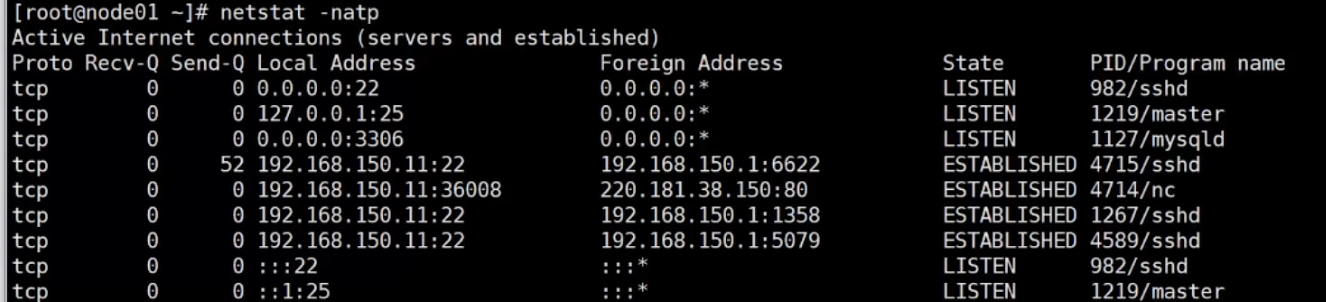 [root@node01 ~]# netstat -natp
Active Internet connections (servers and established)
Proto Recv-Q Send-Q Local Address           Foreign Address         State       PID/Program name
tcp        0      0 0.0.0.0:22              0.0.0.0:*               LISTEN      982/sshd
tcp        0      0 127.0.0.1:25            0.0.0.0:*               LISTEN      1219/master
tcp        0      0 0.0.0.0:3306            0.0.0.0:*               LISTEN      1127/mysqld
tcp        0     52 192.168.150.11:22       192.168.150.1:6622      ESTABLISHED 4715/sshd
tcp        0      0 192.168.150.11:36008    220.181.38.150:80       ESTABLISHED 4714/nc
tcp        0      0 192.168.150.11:22       192.168.150.1:1358      ESTABLISHED 1267/sshd
tcp        0      0 192.168.150.11:22       192.168.150.1:5079      ESTABLISHED 4589/sshd
tcp        0      0 :::22                   :::*                    LISTEN      982/sshd
tcp        0      0 ::1:25                  :::*                    LISTEN      1219/master